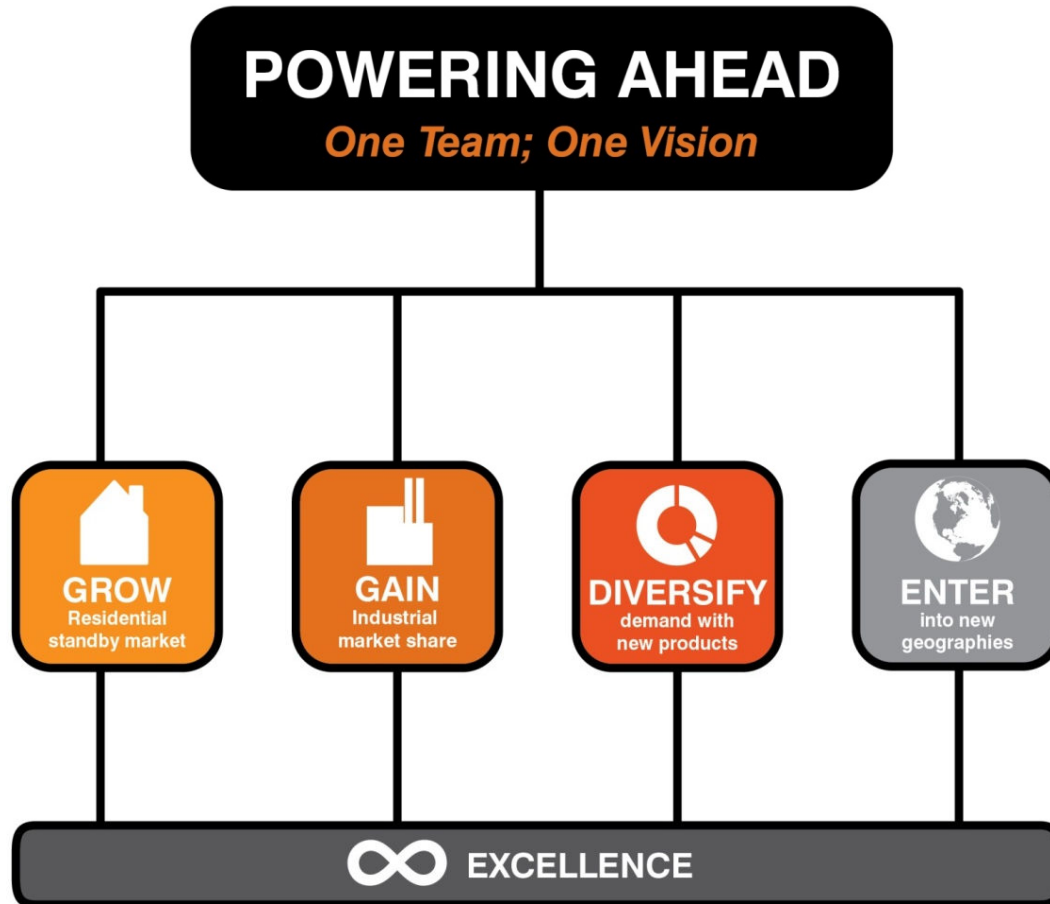 POWERING AHEAD
One Team; One Vision
GROW
Residential
standby market
GAIN
Industrial
market share
DIVERSIFY
demand with
new products
ENTER
into new
geographies
EXCELLENCE